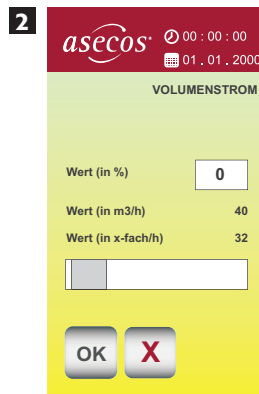 2
asecos® 00 : 00 : 00
01 . 01 . 2000
VOLUMENSTROM
Wert (in %) 0
Wert (in m3/h) 40
Wert (in x-fach/h) 32
OK X